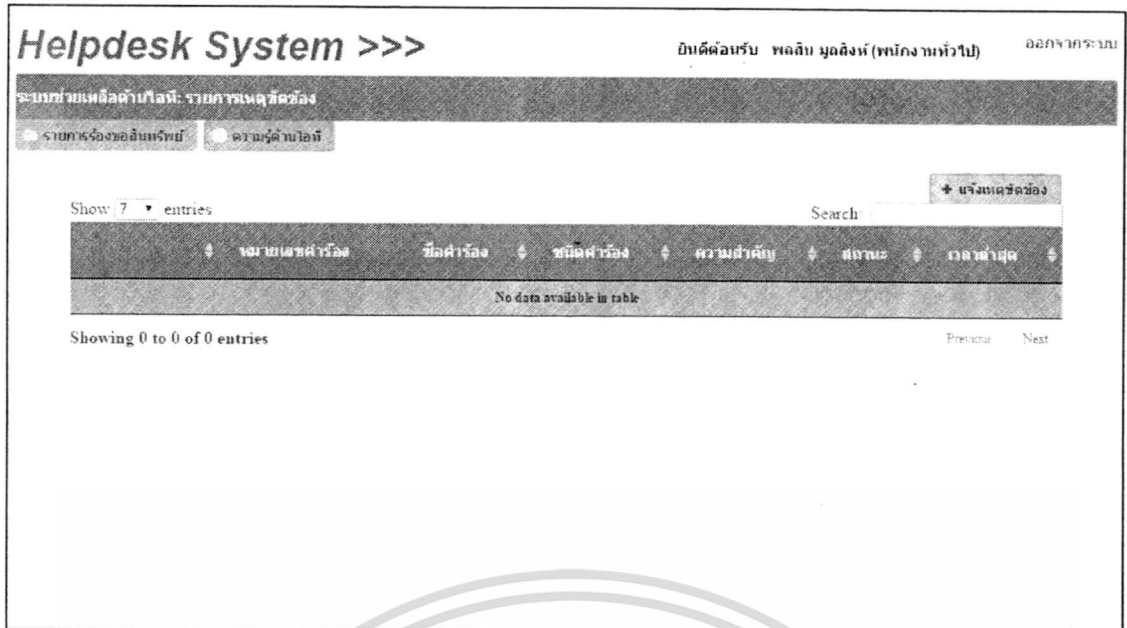 Helpdesk System >>>
ยินดีต้อนรับ พลสิน มูลสิงห์ (พนักงานทั่วไป) ออกจากระบบ
ระบบช่วยเหลือด้านไอที: รายการเหตุขัดข้อง
รายการร้องขอสินทรัพย์ ความรู้ด้านไอที
+ แจ้งเหตุขัดข้อง
Show 7 entries Search:
หมายเลขคำร้อง ชื่อคำร้อง ชนิดคำร้อง ความสำคัญ สถานะ เวลาล่าสุด
No data available in table
Showing 0 to 0 of 0 entries Previous Next